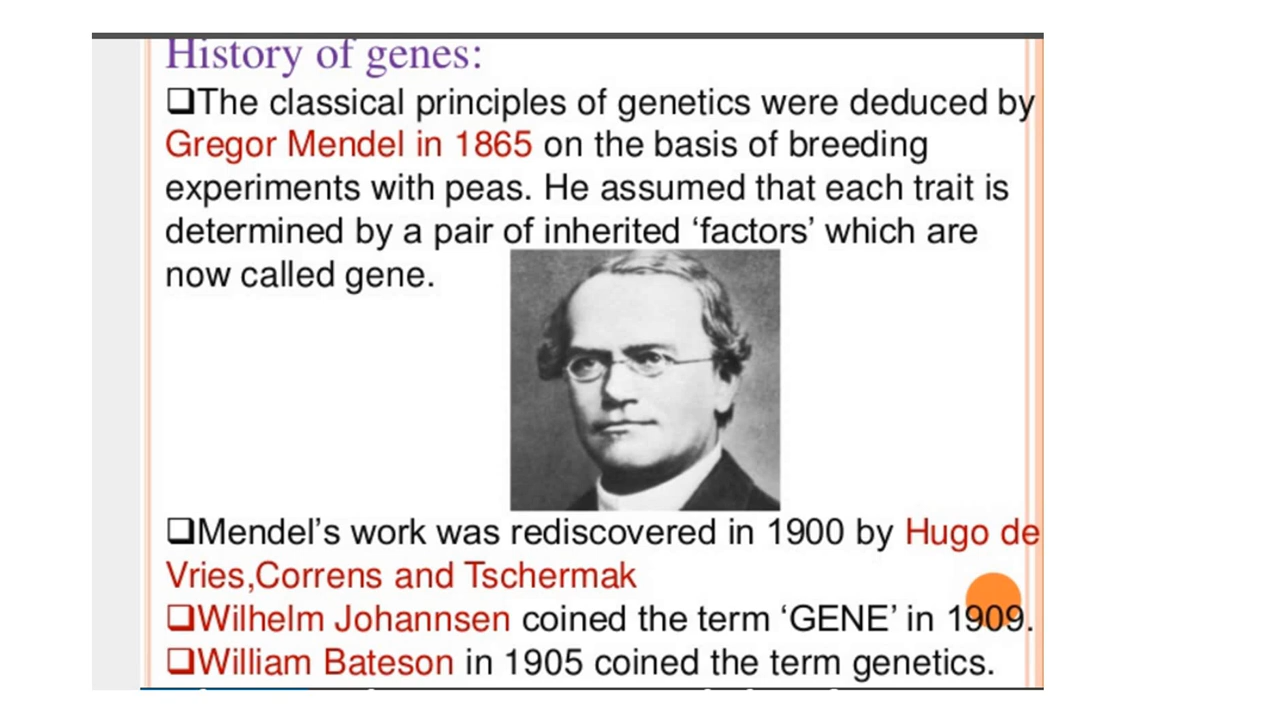 History of genes:
❑The classical principles of genetics were deduced by
Gregor Mendel in 1865 on the basis of breeding
experiments with peas. He assumed that each trait is
determined by a pair of inherited ‘factors’ which are
now called gene.
❑Mendel’s work was rediscovered in 1900 by Hugo de
Vries,Correns and Tschermak
❑Wilhelm Johannsen coined the term ‘GENE’ in 1909.
❑William Bateson in 1905 coined the term genetics.